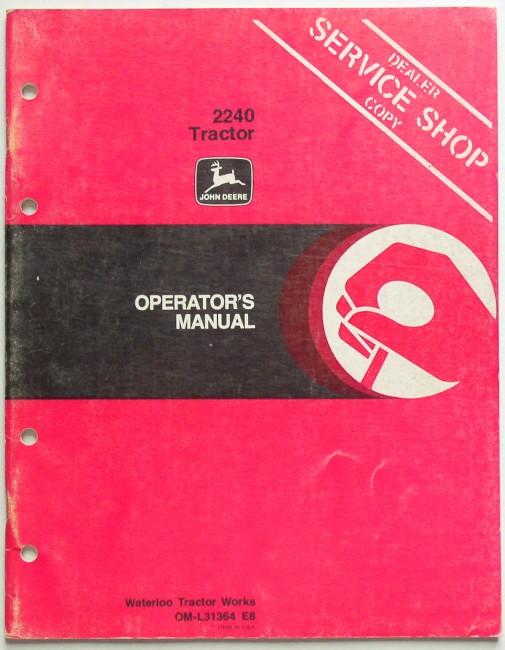 DEALER
SERVICE SHOP
COPY
2240
Tractor
JOHN DEERE
OPERATOR'S
MANUAL
Waterloo Tractor Works
OM-L31364 E8